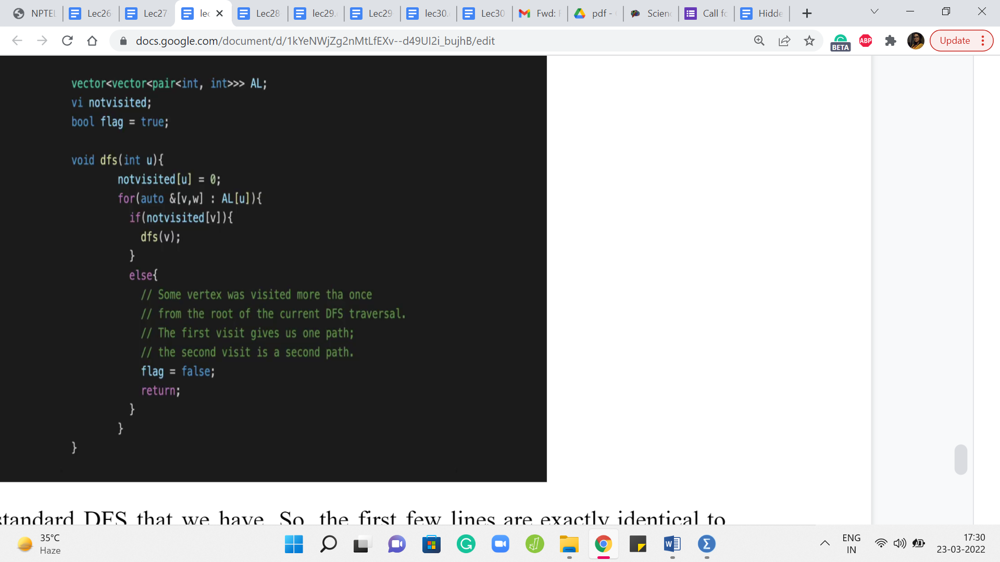 NPTEL
Lec26
Lec27
lec
Lec28
lec29.
Lec29
lec30.
Lec30
Fwd:
pdf -
Scien
Call fo
Hidde
docs.google.com/document/d/1kYeNWjZg2nMtLfEXv--d49UI2i_bujhB/edit
BETA
ABP
Update
vector<vector<pair<int, int>>> AL;
vi notvisited;
bool flag = true;
void dfs(int u){
notvisited[u] = 0;
for(auto &[v,w] : AL[u]){
if(notvisited[v]){
dfs(v);
}
else{
// Some vertex was visited more tha once
// from the root of the current DFS traversal.
// The first visit gives us one path;
// the second visit is a second path.
flag = false;
return;
}
}
}
standard DFS that we have. So, the first few lines are exactly identical to
35°C
Haze
ENG
IN
17:30
23-03-2022